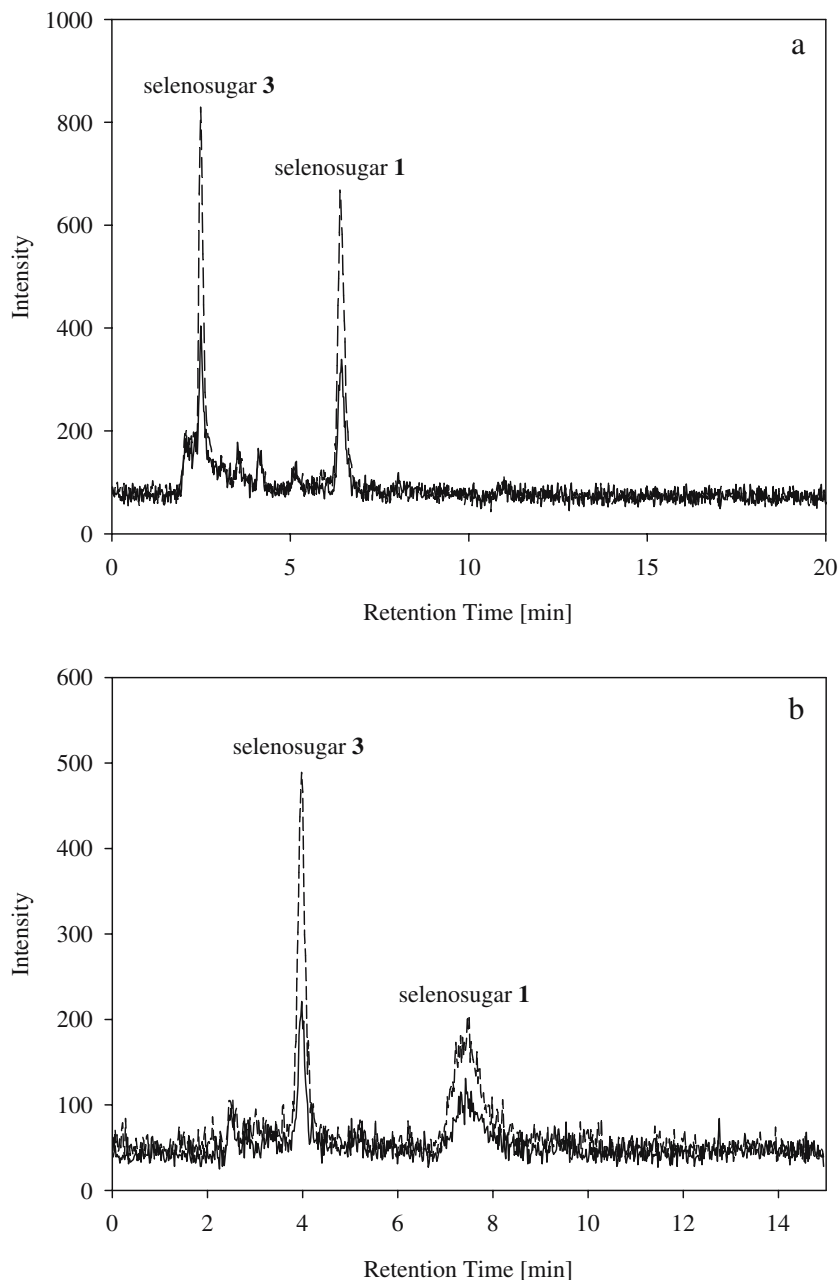 a
1000
selenosugar 3
800
selenosugar 1
600
Intensity
400
200
0
0 5 10 15 20
Retention Time [min]
b
600
selenosugar 3
500
400
Intensity
300
selenosugar 1
200
100
0
0 2 4 6 8 10 12 14
Retention Time [min]